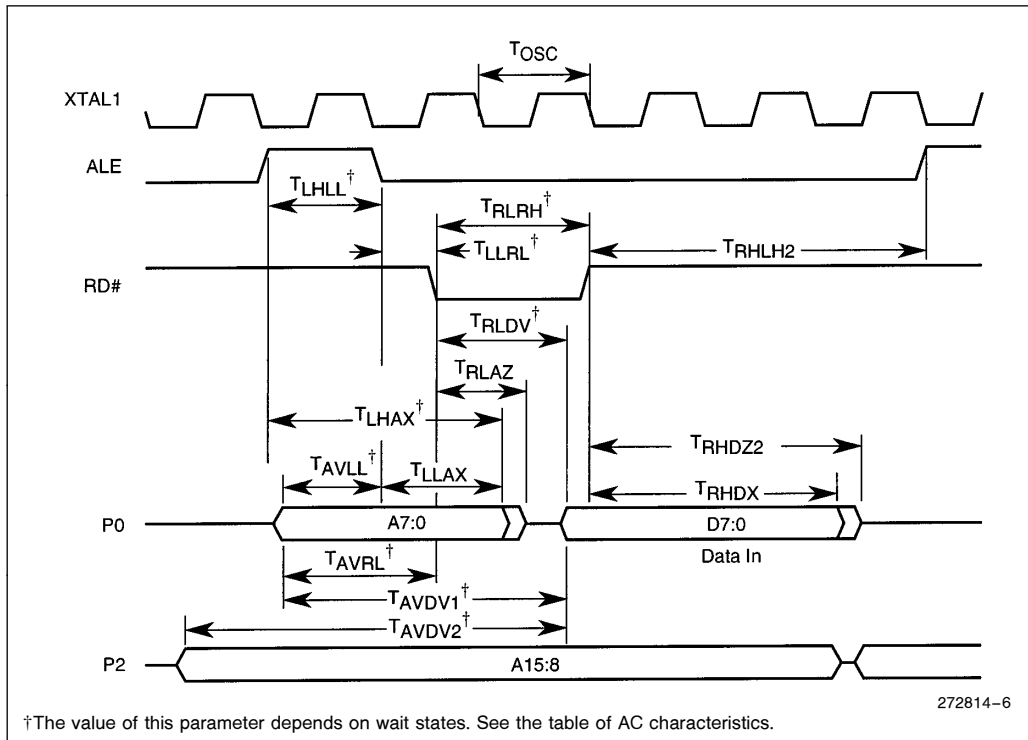 TOSC
XTAL1
ALE
TLHLL†
TRLRH†
TLLRL†
TRHLH2
RD#
TRLDV†
TRLAZ
TLHAX†
TRHDZ2
TAVLL†
TLLAX
TRHDX
P0
A7:0
D7:0
Data In
TAVRL†
TAVDV1†
TAVDV2†
P2
A15:8
272814–6
†The value of this parameter depends on wait states. See the table of AC characteristics.